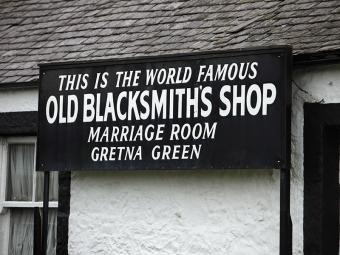 THIS IS THE WORLD FAMOUS
OLD BLACKSMITH'S SHOP
MARRIAGE ROOM
GRETNA GREEN